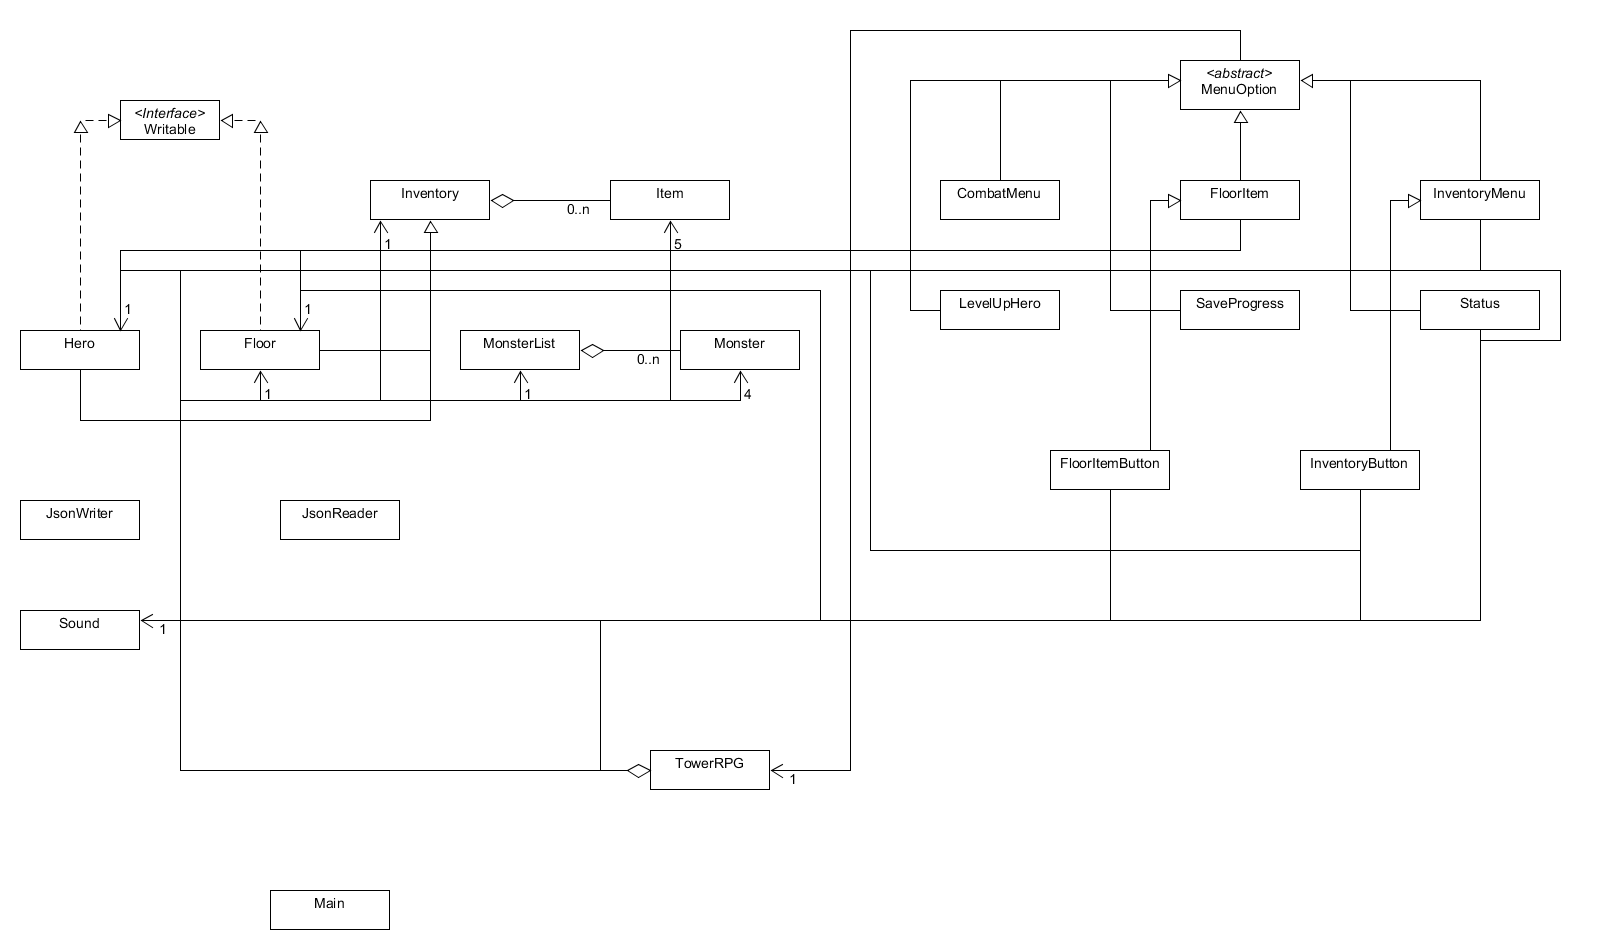 <abstract>
MenuOption
<Interface>
Writable
Inventory
0..n
Item
CombatMenu
FloorItem
InventoryMenu
1
5
1
1
LevelUpHero
SaveProgress
Status
Hero
Floor
MonsterList
0..n
Monster
1
1
4
FloorItemButton
InventoryButton
JsonWriter
JsonReader
Sound
1
TowerRPG
1
Main